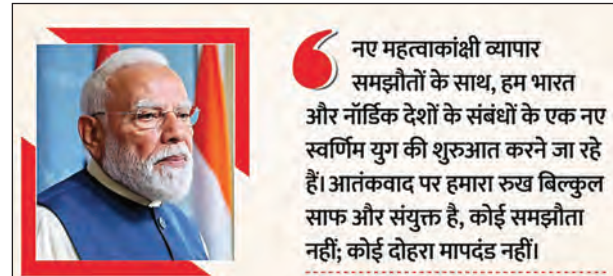 नए महत्वाकांक्षी व्यापार
समझौतों के साथ, हम भारत
और नॉर्डिक देशों के संबंधों के एक नए
स्वर्णिम युग की शुरुआत करने जा रहे
हैं। आतंकवाद पर हमारा रुख बिल्कुल
साफ और संयुक्त है, कोई समझौता
नहीं; कोई दोहरा मापदंड नहीं।